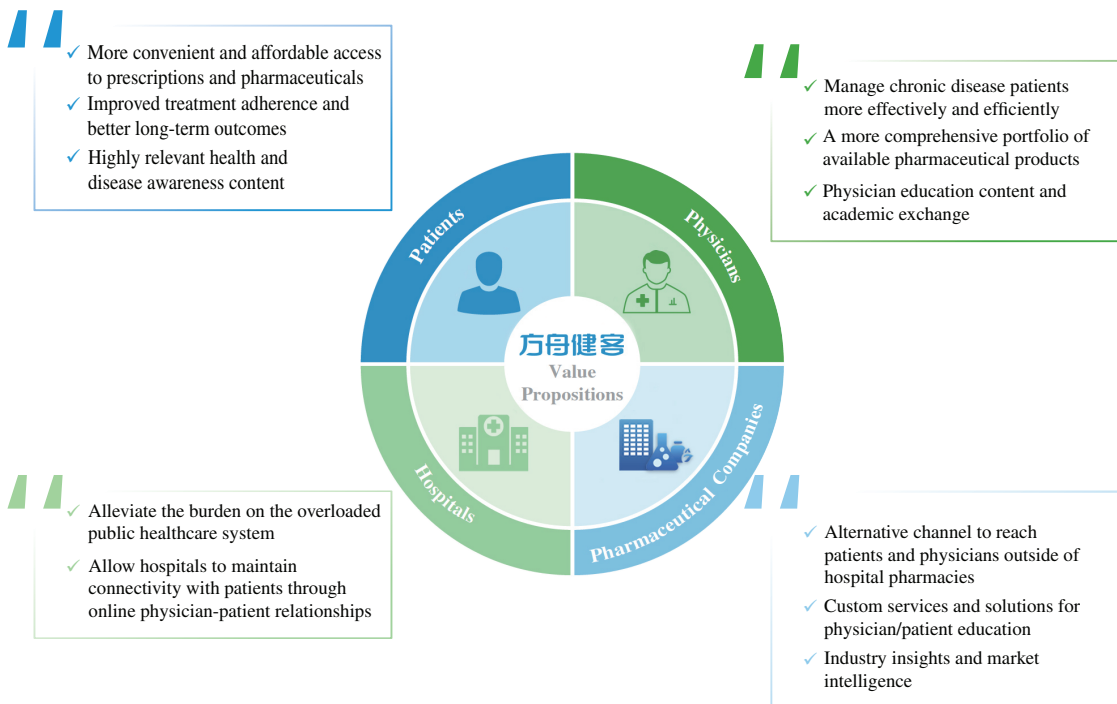 ✓ More convenient and affordable access
to prescriptions and pharmaceuticals
✓ Improved treatment adherence and
better long-term outcomes
✓ Highly relevant health and
disease awareness content
✓ Manage chronic disease patients
more effectively and efficiently
✓ A more comprehensive portfolio of
available pharmaceutical products
✓ Physician education content and
academic exchange
Patients
Physicians
方舟健客
Value
Propositions
Hospitals
Pharmaceutical Companies
✓ Alleviate the burden on the overloaded
public healthcare system
✓ Allow hospitals to maintain
connectivity with patients through
online physician-patient relationships
✓ Alternative channel to reach
patients and physicians outside of
hospital pharmacies
✓ Custom services and solutions for
physician/patient education
✓ Industry insights and market
intelligence